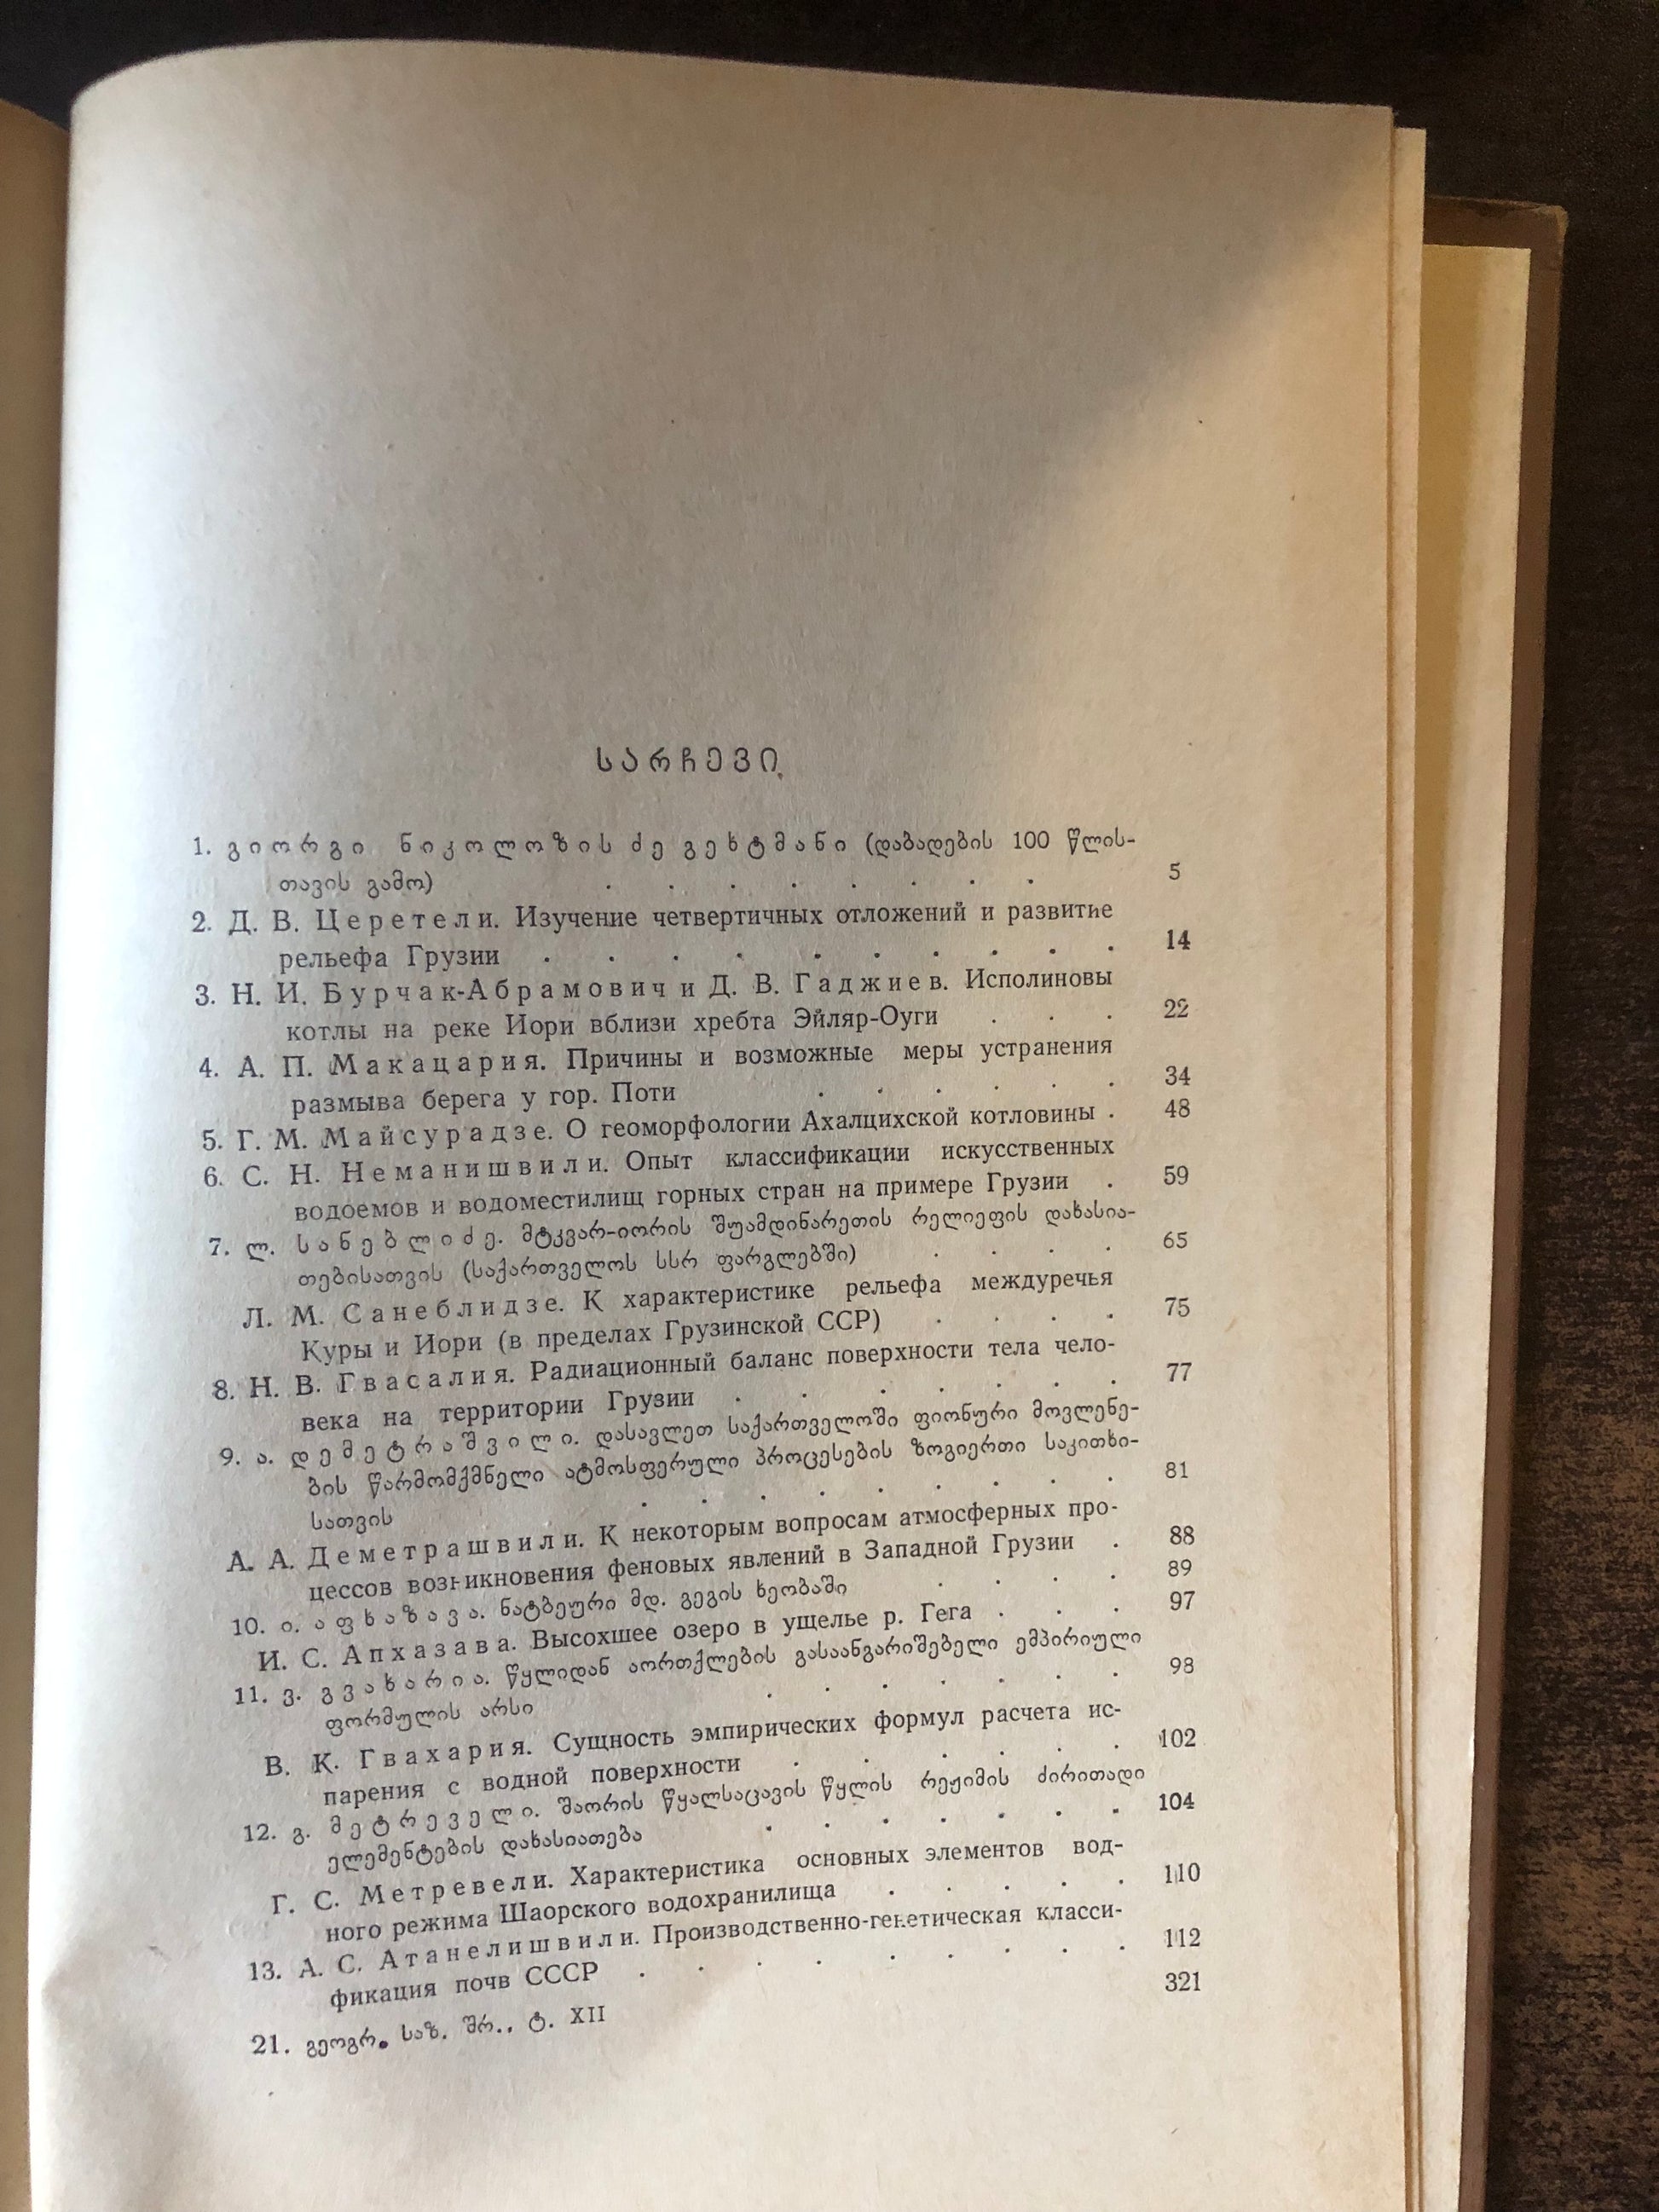 სარჩევი
1. გიორგი ნიკოლოზის ძე გეხტმანი (დაბადების 100 წლის-
თავის გამო) . . . . . . . . 5
2. Д. В. Церетели. Изучение четвертичных отложений и развитие
рельефа Грузии . . . . . . . . . 14
3. Н. И. Бурчак-Абрамович и Д. В. Гаджиев. Исполиновы
котлы на реке Иори вблизи хребта Эйляр-Оуги . . . 22
4. А. П. Макацария. Причины и возможные меры устранения
размыва берега у гор. Поти . . . . . . 34
5. Г. М. Майсурадзе. О геоморфологии Ахалцихской котловины . 48
6. С. Н. Неманишвили. Опыт классификации искусственных
водоемов и водоместилищ горных стран на примере Грузии . 59
7. ლ. სანებლიძე. მტკვარ-იორის შუამდინარეთის რელიეფის დახასია-
თებისათვის (საქართველოს სსრ ფარგლებში) . . . . 65
Л. М. Санеблидзе. К характеристике рельефа междуречья
Куры и Иори (в пределах Грузинской ССР) . . . . 75
8. Н. В. Гвасалия. Радиационный баланс поверхности тела чело-
века на территории Грузии . . . . . . . 77
9. ა. დემეტრაშვილი. დასავლეთ საქართველოში ფიონური მოვლენე-
ბის წარმომქმნელი ატმოსფერული პროცესების ზოგიერთი საკითხი-
სათვის . . . . . . . . . 81
А. А. Деметрашвили. К некоторым вопросам атмосферных про-
цессов возникновения феновых явлений в Западной Грузии . 88
10. ი. აფხაზავა. ნატბეური მდ. გეგის ხეობაში . . . . 89
И. С. Апхазава. Высохшее озеро в ущелье р. Гега . . . 97
11. ვ. გვახარია. წყლიდან აორთქლების გასაანგარიშებელი ემპირიული
ფორმულის არსი . . . . . . . 98
В. К. Гвахария. Сущность эмпирических формул расчета ис-
парения с водной поверхности . . . . . . 102
12. გ. მეტრეველი. შაორის წყალსაცავის წყლის რეჟიმის ძირითადი
ელემენტების დახასიათება . . . . . . . 104
Г. С. Метревели. Характеристика основных элементов вод-
ного режима Шаорского водохранилища . . . . . 110
13. А. С. Атанелишвили. Производственно-генетическая класси-
фикация почв СССР . . . . . . . . . 112
21. გეოგრ. საზ. შრ., ტ. XII 321